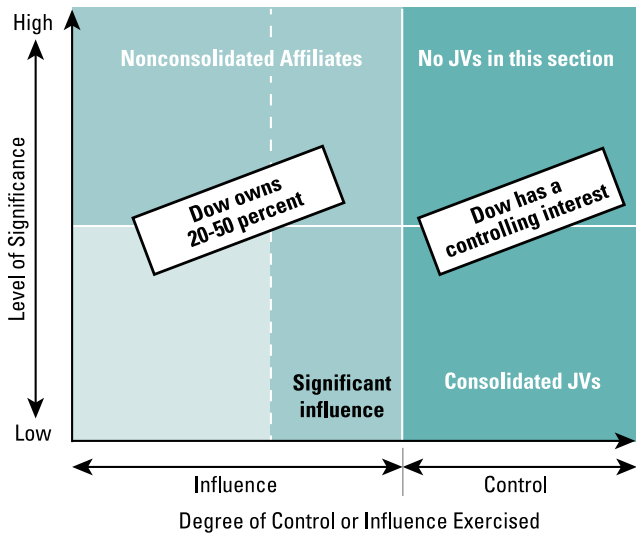 High
Nonconsolidated Affiliates
No JVs in this section
Level of Significance
Dow owns
20-50 percent
Dow has a
controlling interest
Significant
influence
Consolidated JVs
Low
Influence
Control
Degree of Control or Influence Exercised